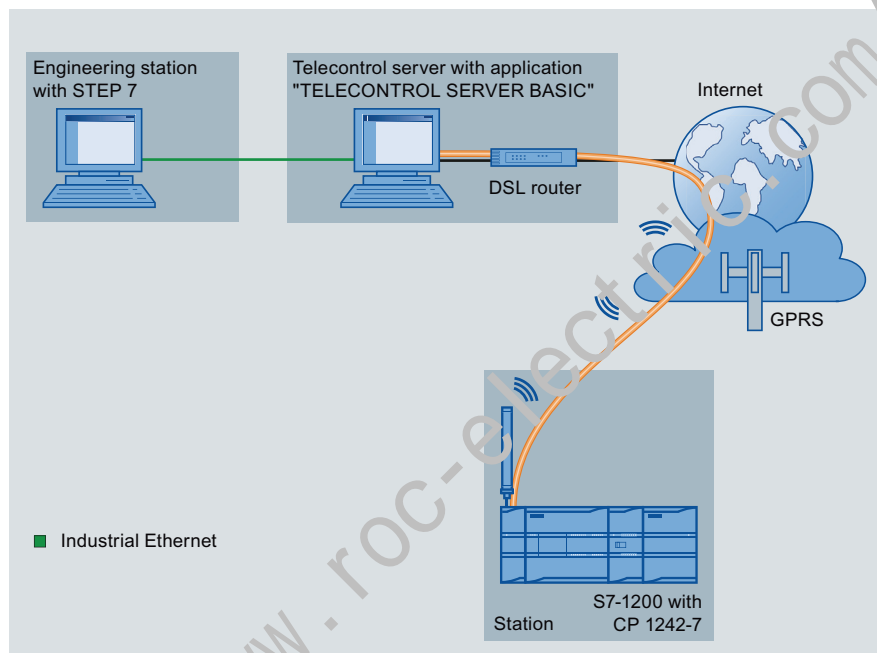 Engineering station
with STEP 7
Telecontrol server with application
"TELECONTROL SERVER BASIC"
Internet
DSL router
GPRS
Industrial Ethernet
S7-1200 with
Station CP 1242-7
www.roc-electric.com